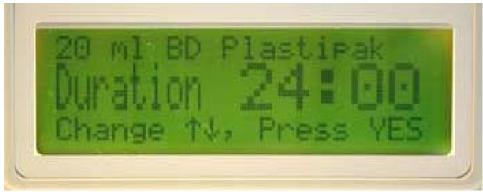 20 ml BD Plastipak
Duration 24:00
Change ↑↓, Press YES